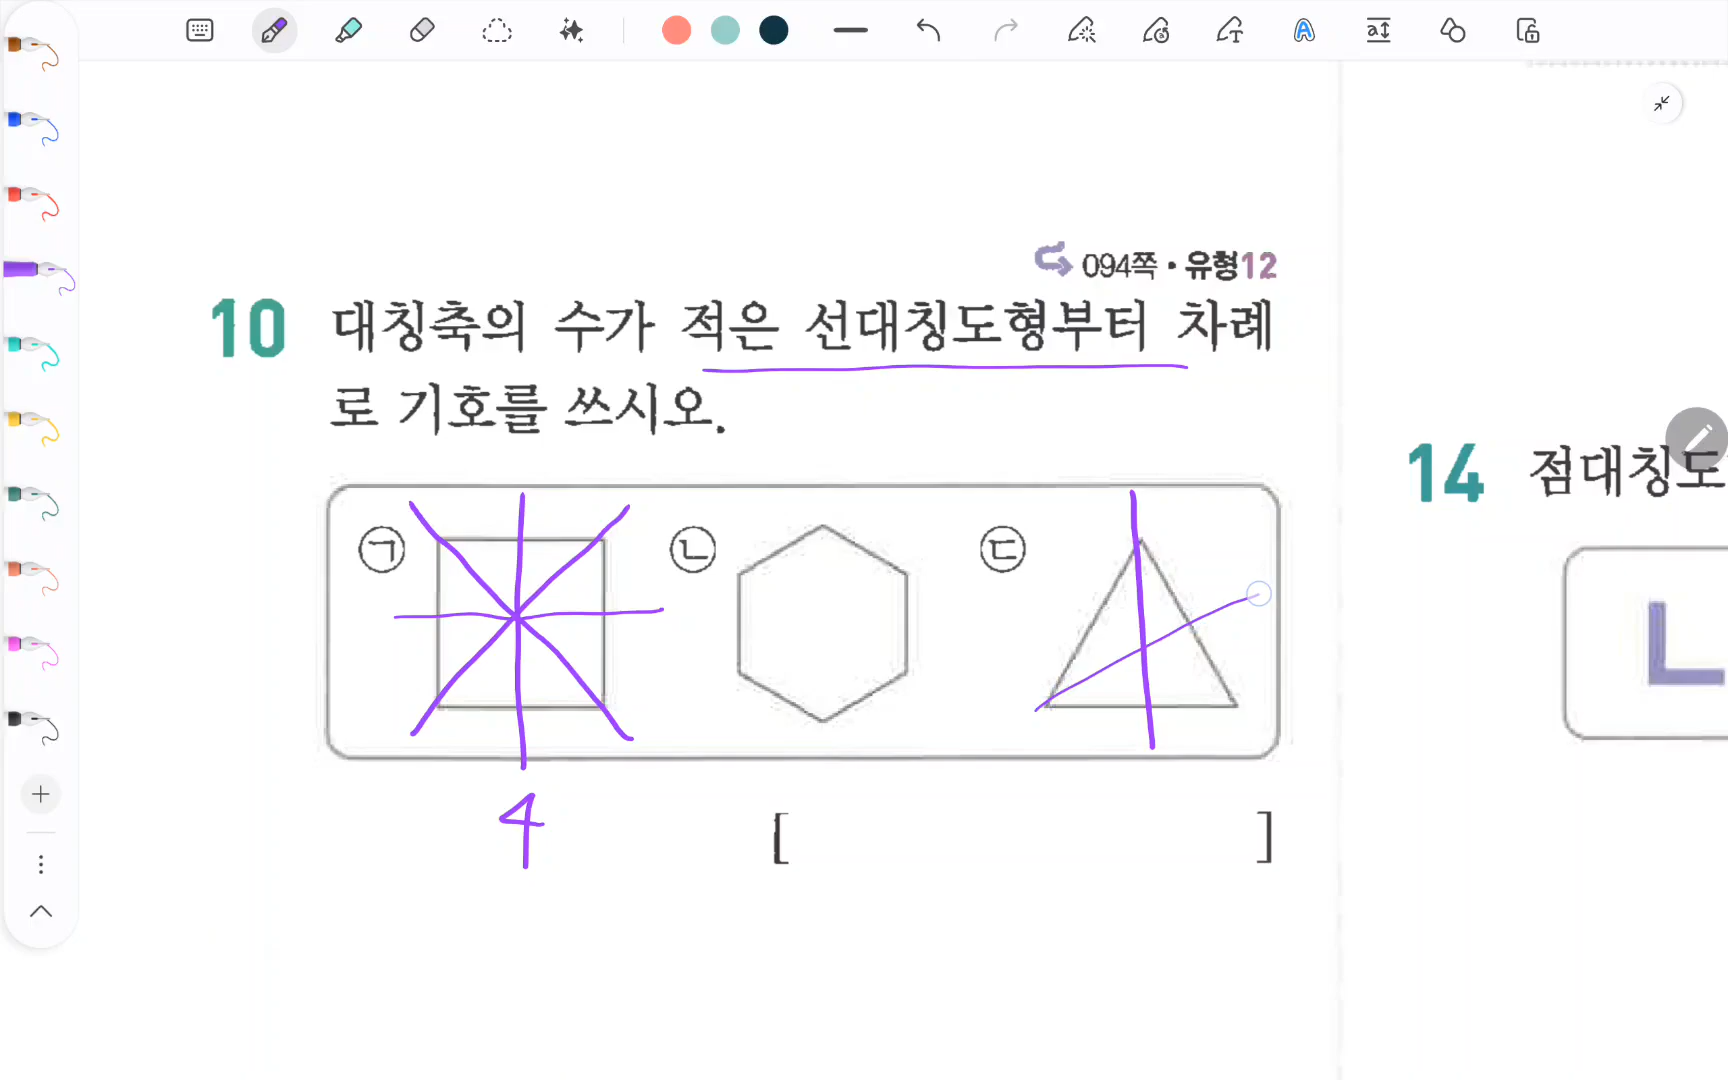 094쪽 • 유형12
10 대칭축의 수가 적은 선대칭도형부터 차례
로 기호를 쓰시오.
㉠ ㉡ ㉢
4
[ ]
14 점대칭도